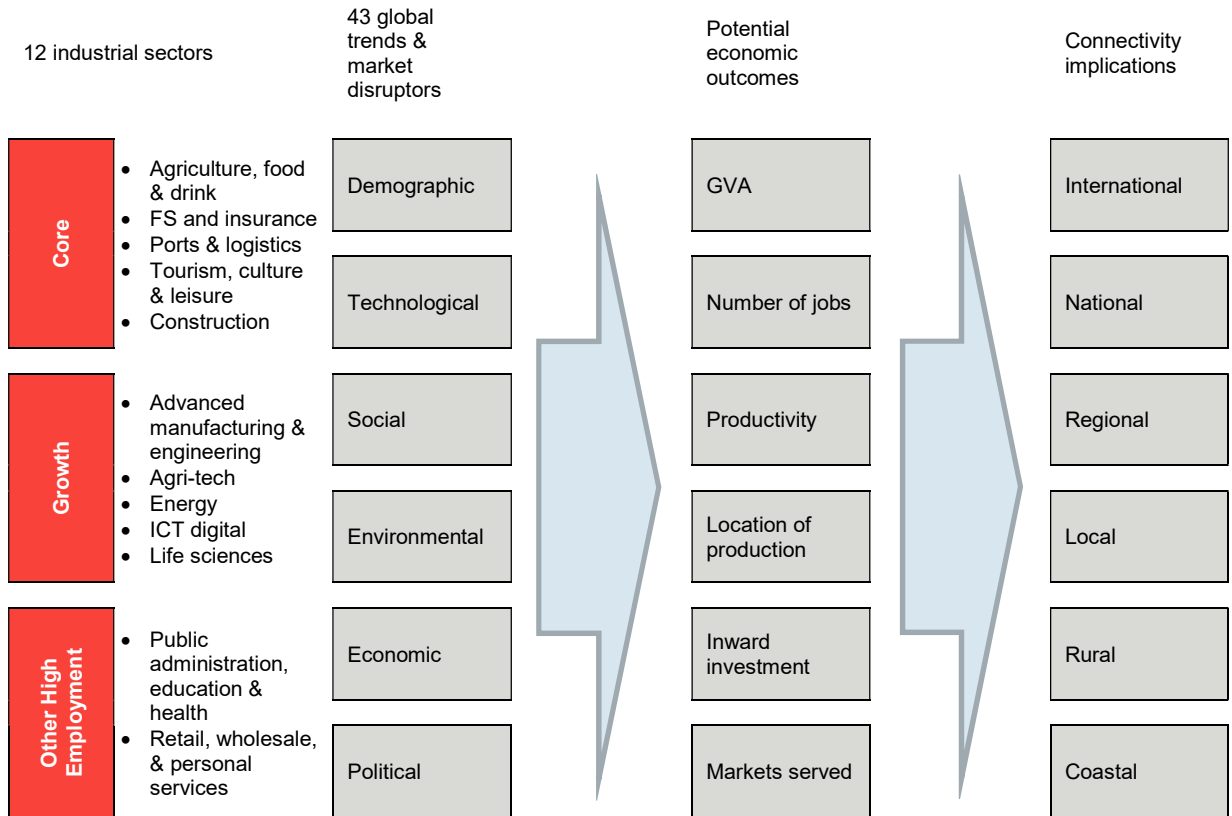 12 industrial sectors
43 global
trends &
market
disruptors
Potential
economic
outcomes
Connectivity
implications
Core
• Agriculture, food
& drink
• FS and insurance
• Ports & logistics
• Tourism, culture
& leisure
• Construction
Growth
• Advanced
manufacturing &
engineering
• Agri-tech
• Energy
• ICT digital
• Life sciences
Other High
Employment
• Public
administration,
education &
health
• Retail, wholesale,
& personal
services
Demographic
Technological
Social
Environmental
Economic
Political
GVA
Number of jobs
Productivity
Location of
production
Inward
investment
Markets served
International
National
Regional
Local
Rural
Coastal